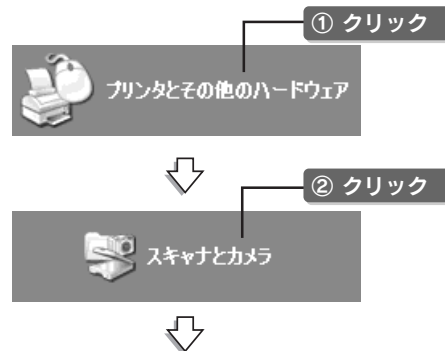 ① クリック
プリンタとその他のハードウェア
② クリック
スキャナとカメラ